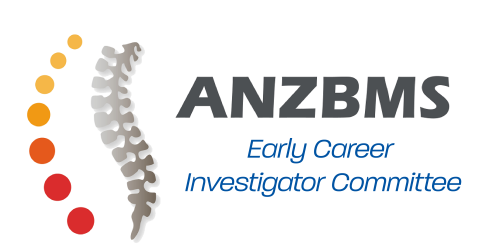 ANZBMS
Early Career
Investigator Committee